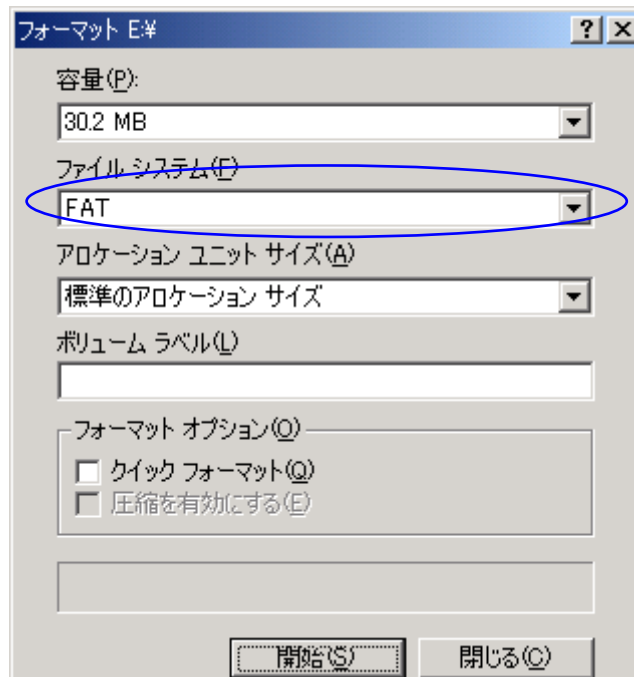 フォーマット E:¥
容量(P):
30.2 MB
ファイル システム(F)
FAT
アロケーション ユニット サイズ(A)
標準のアロケーション サイズ
ボリューム ラベル(L)
フォーマット オプション(O)
クイック フォーマット(Q)
圧縮を有効にする(E)
開始(S) 閉じる(C)